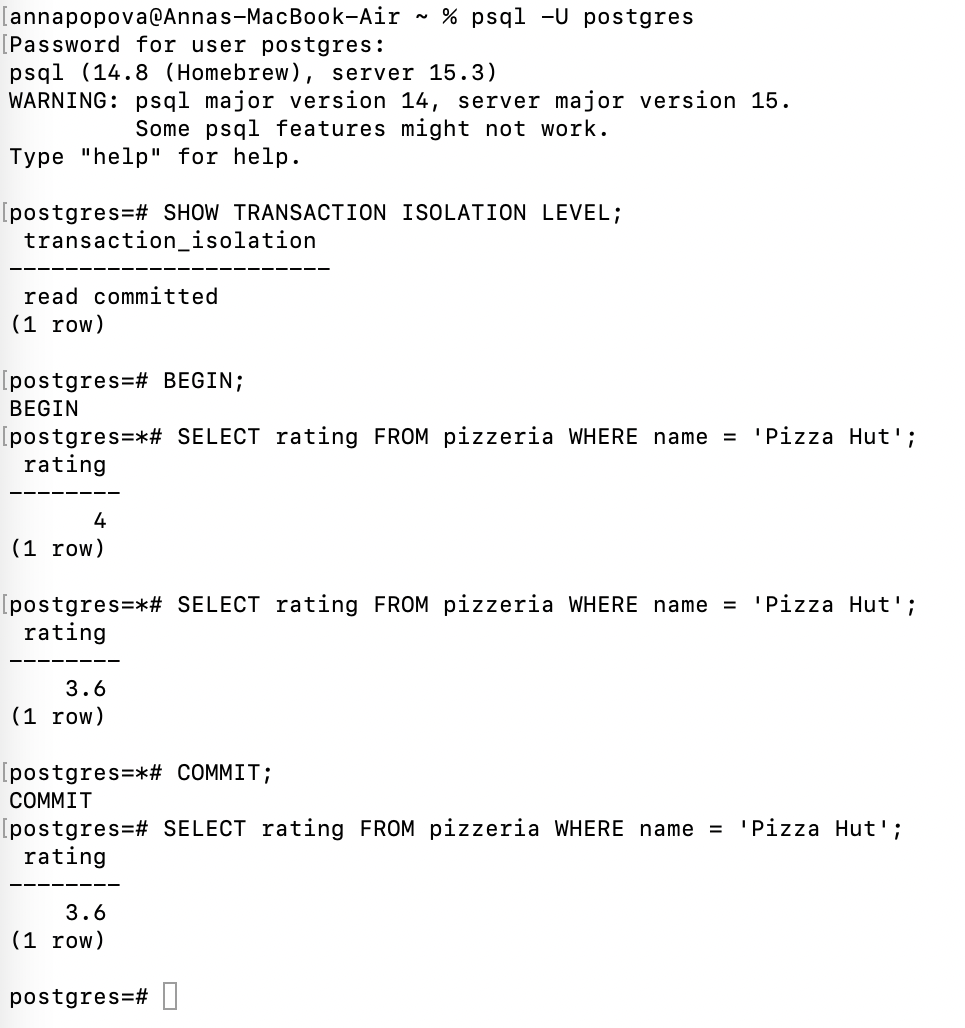 [annapopova@Annas-MacBook-Air ~ % psql -U postgres
[Password for user postgres:
psql (14.8 (Homebrew), server 15.3)
WARNING: psql major version 14, server major version 15.
         Some psql features might not work.
Type "help" for help.

[postgres=# SHOW TRANSACTION ISOLATION LEVEL;
 transaction_isolation
-----------------------
 read committed
(1 row)

[postgres=# BEGIN;
BEGIN
[postgres=*# SELECT rating FROM pizzeria WHERE name = 'Pizza Hut';
 rating
--------
      4
(1 row)

[postgres=*# SELECT rating FROM pizzeria WHERE name = 'Pizza Hut';
 rating
--------
    3.6
(1 row)

[postgres=*# COMMIT;
COMMIT
[postgres=# SELECT rating FROM pizzeria WHERE name = 'Pizza Hut';
 rating
--------
    3.6
(1 row)

postgres=#